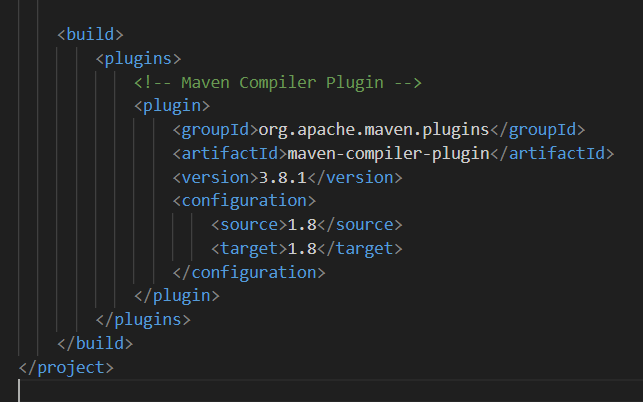 <build>
<plugins>
<!-- Maven Compiler Plugin -->
<plugin>
<groupId>org.apache.maven.plugins</groupId>
<artifactId>maven-compiler-plugin</artifactId>
<version>3.8.1</version>
<configuration>
<source>1.8</source>
<target>1.8</target>
</configuration>
</plugin>
</plugins>
</build>
</project>